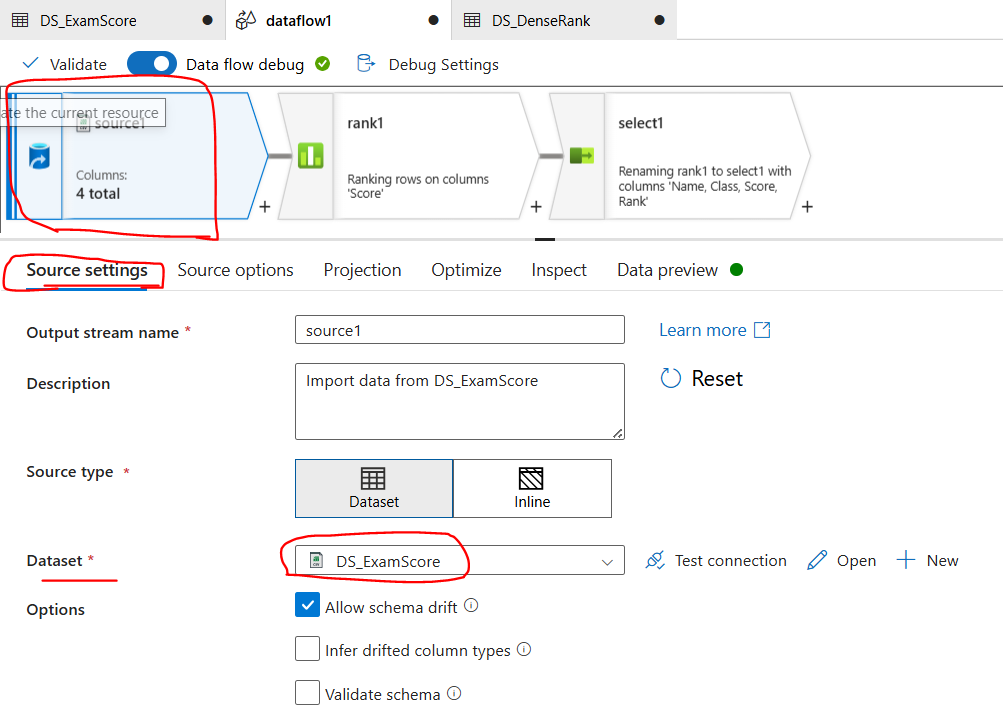 DS_ExamScore
dataflow1
DS_DenseRank
Validate
Data flow debug
Debug Settings
ate the current resource
source1
Columns:
4 total
+
rank1
Ranking rows on columns
'Score'
+
select1
Renaming rank1 to select1 with
columns 'Name, Class, Score,
Rank'
+
Source settings
Source options
Projection
Optimize
Inspect
Data preview
Output stream name *
source1
Learn more
Description
Import data from DS_ExamScore
Reset
Source type *
Dataset
Inline
Dataset *
DS_ExamScore
Test connection
Open
New
Options
Allow schema drift
Infer drifted column types
Validate schema